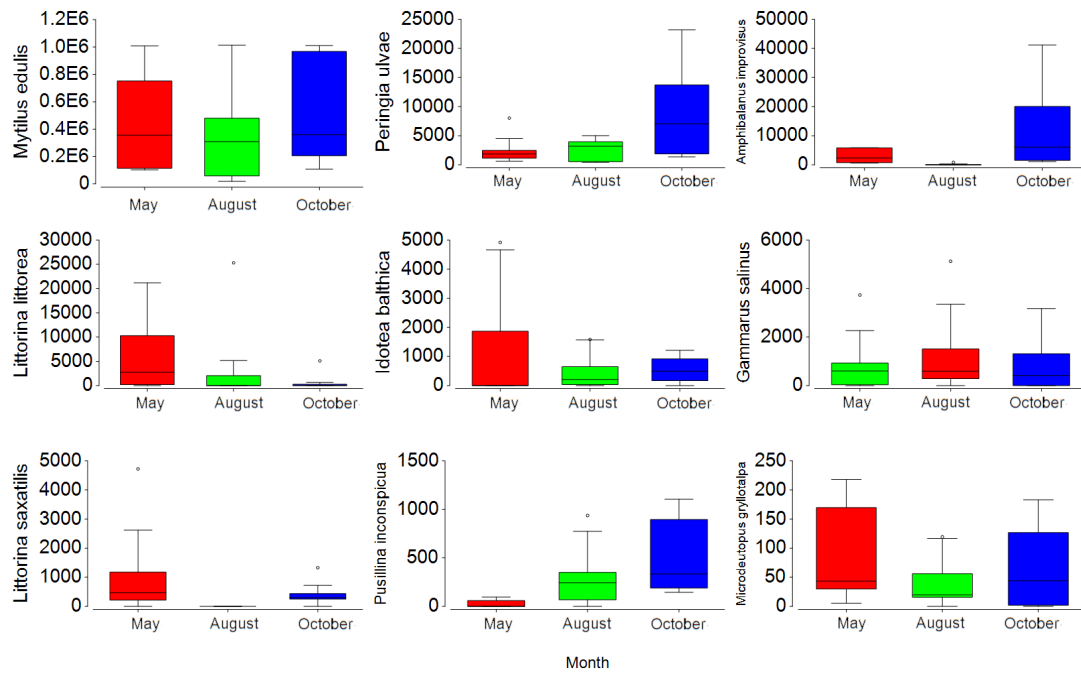 Mytilus edulis
1.2E6
1.0E6
0.8E6
0.6E6
0.4E6
0.2E6
0
May August October
Peringia ulvae
25000
20000
15000
10000
5000
0
May August October
Amphibalanus improvisus
50000
40000
30000
20000
10000
0
May August October
Littorina littorea
30000
25000
20000
15000
10000
5000
0
May August October
Idotea balthica
5000
4000
3000
2000
1000
0
May August October
Gammarus salinus
6000
4000
2000
0
May August October
Littorina saxatilis
5000
4000
3000
2000
1000
0
May August October
Pusillina inconspicua
1500
1000
500
0
May August October
Microdeutopus gryllotalpa
250
200
150
100
50
0
May August October
Month